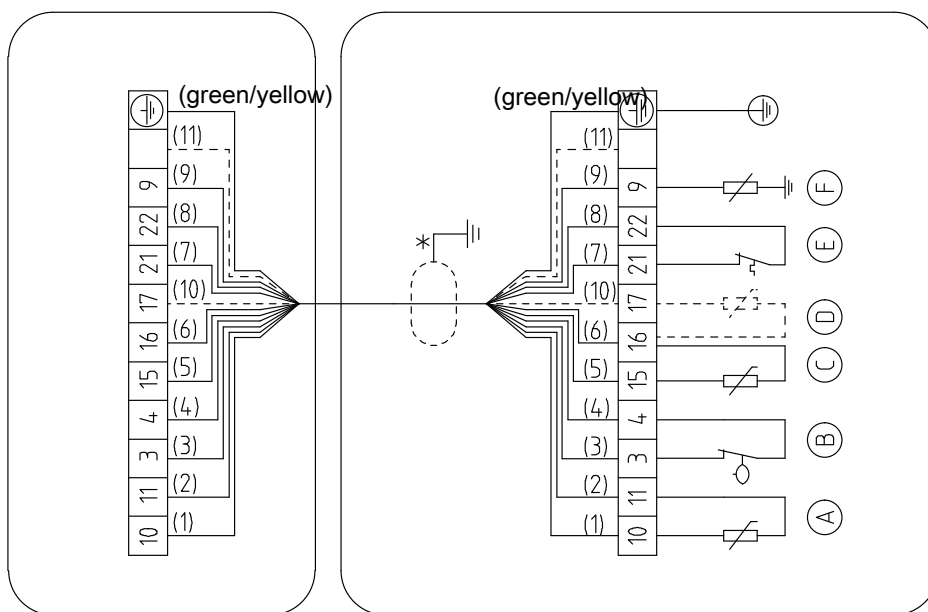 (green/yellow) (green/yellow)
(11) (11)
9 (9) (9) 9 F
22 (8) (8) 22
21 (7) (7) 21 E
17 (10) (10) 17
16 (6) (6) 16 D
15 (5) (5) 15 C
4 (4) (4) 4
3 (3) (3) 3 B
11 (2) (2) 11
10 (1) (1) 10 A
*